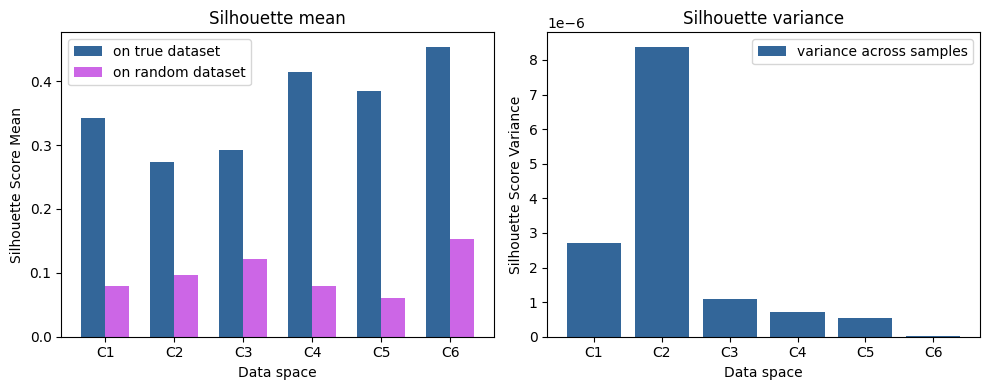 Silhouette mean
on true dataset
on random dataset
Silhouette Score Mean
0.4
0.3
0.2
0.1
0.0
C1 C2 C3 C4 C5 C6
Data space
Silhouette variance
1e−6
variance across samples
Silhouette Score Variance
8
7
6
5
4
3
2
1
0
C1 C2 C3 C4 C5 C6
Data space